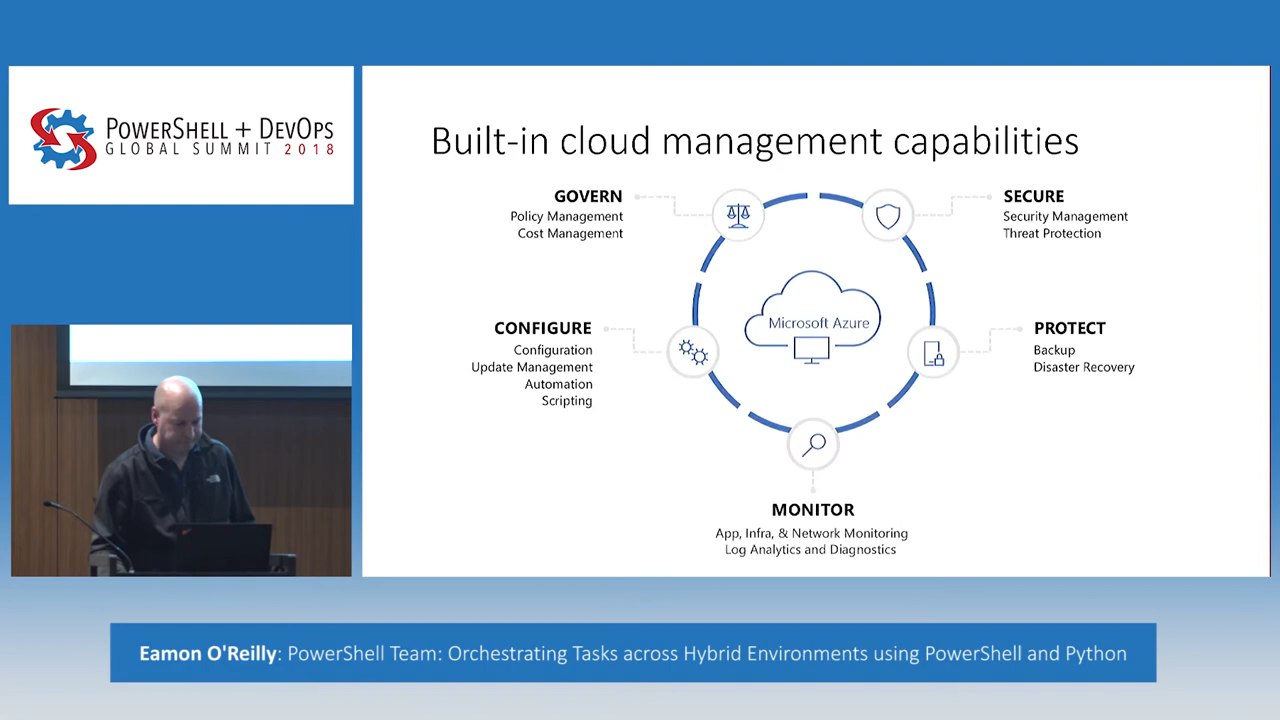 POWERSHELL + DEVOPS
GLOBAL SUMMIT 2018
Built-in cloud management capabilities
GOVERN
Policy Management
Cost Management
SECURE
Security Management
Threat Protection
Microsoft Azure
CONFIGURE
Configuration
Update Management
Automation
Scripting
PROTECT
Backup
Disaster Recovery
MONITOR
App, Infra, & Network Monitoring
Log Analytics and Diagnostics
Eamon O'Reilly: PowerShell Team: Orchestrating Tasks across Hybrid Environments using PowerShell and Python